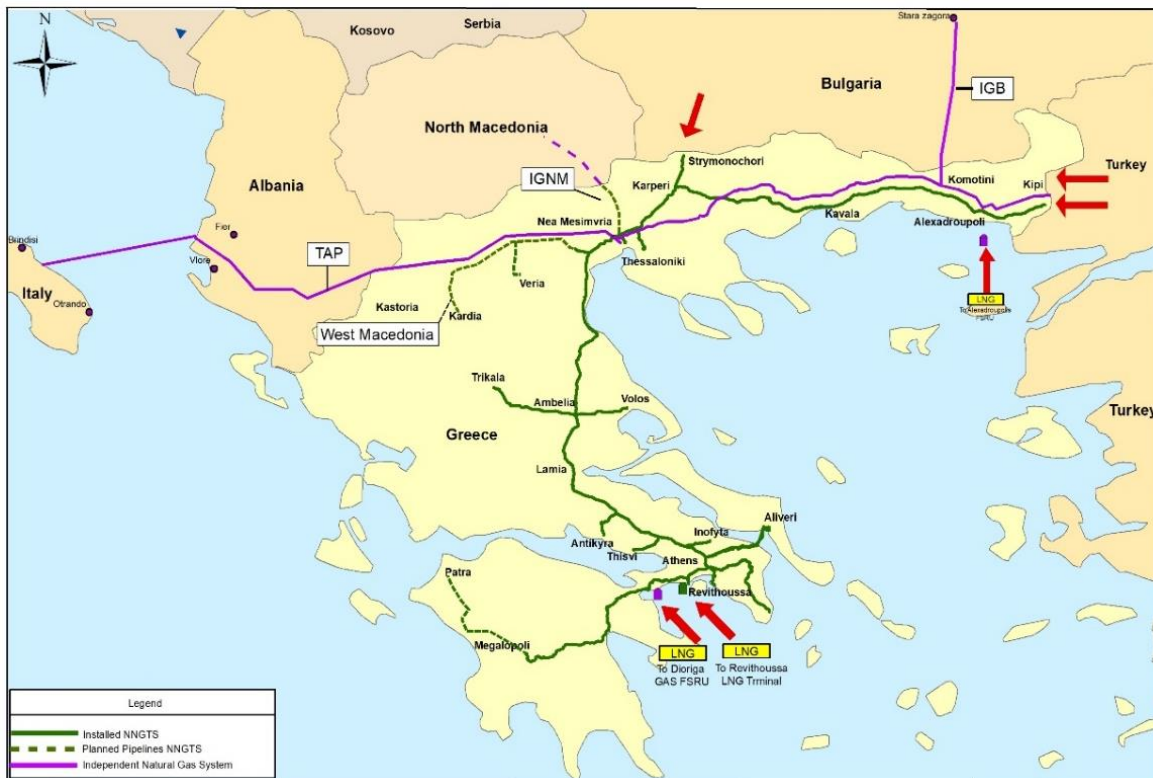 N
Kosovo
Serbia
Stara zagora
Bulgaria
IGB
North Macedonia
Strymonochori
Turkey
IGNM
Karperi
Komotini
Kipi
Albania
Nea Mesimvria
Kavala
Alexadroupoli
Fier
Brindisi
TAP
Thessaloniki
Vlore
Veria
Italy
Otrando
Kastoria
Kardia
LNG
To Alexadroupolis
FSRU
West Macedonia
Trikala
Ambelia
Volos
Turkey
Greece
Lamia
Aliveri
Inofyta
Antikyra
Thisvi
Athens
Patra
Revithoussa
Megalopoli
LNG
To Dioriga
GAS FSRU
LNG
To Revithoussa
LNG Trminal
Legend
Installed NNGTS
Planned Pipelines NNGTS
Independent Natural Gas System